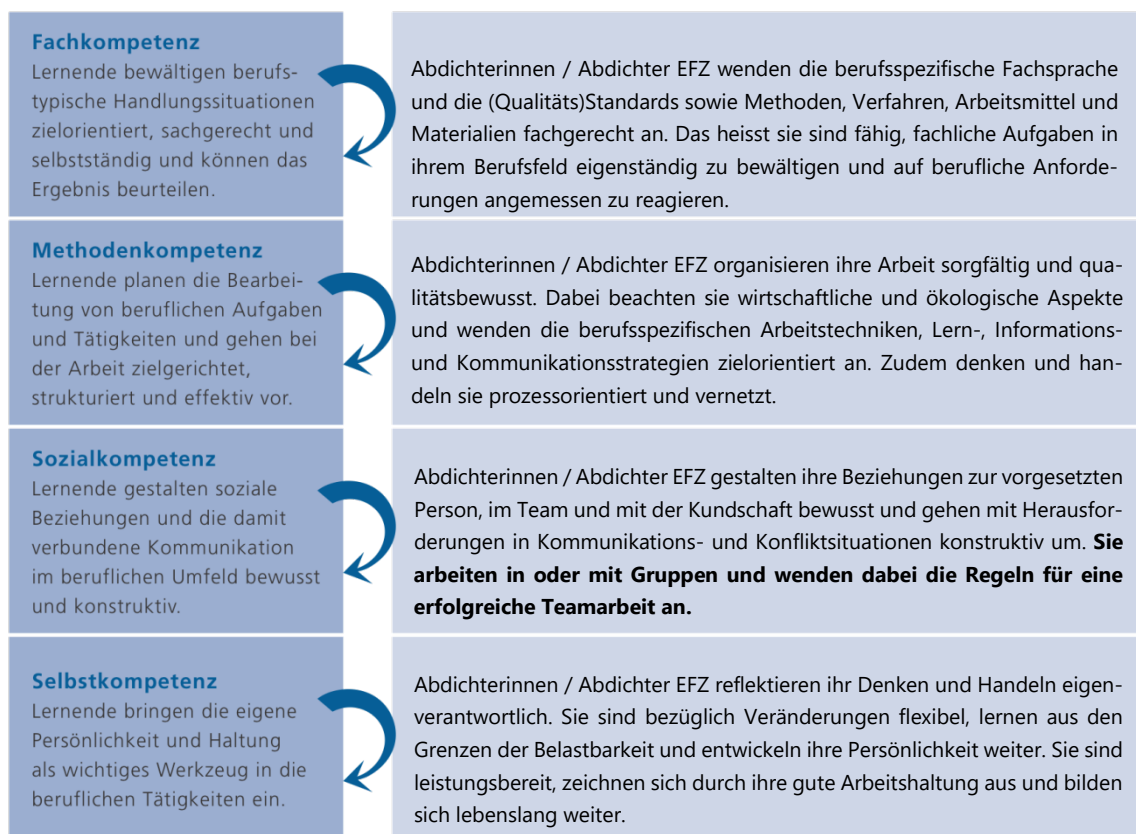 Fachkompetenz
Lernende bewältigen berufs-
typische Handlungssituationen
zielorientiert, sachgerecht und
selbstständig und können das
Ergebnis beurteilen.
Abdichterinnen / Abdichter EFZ wenden die berufsspezifische Fachsprache
und die (Qualitäts)Standards sowie Methoden, Verfahren, Arbeitsmittel und
Materialien fachgerecht an. Das heisst sie sind fähig, fachliche Aufgaben in
ihrem Berufsfeld eigenständig zu bewältigen und auf berufliche Anforde-
rungen angemessen zu reagieren.
Methodenkompetenz
Lernende planen die Bearbei-
tung von beruflichen Aufgaben
und Tätigkeiten und gehen bei
der Arbeit zielgerichtet,
strukturiert und effektiv vor.
Abdichterinnen / Abdichter EFZ organisieren ihre Arbeit sorgfältig und qua-
litätsbewusst. Dabei beachten sie wirtschaftliche und ökologische Aspekte
und wenden die berufsspezifischen Arbeitstechniken, Lern-, Informations-
und Kommunikationsstrategien zielorientiert an. Zudem denken und han-
deln sie prozessorientiert und vernetzt.
Sozialkompetenz
Lernende gestalten soziale
Beziehungen und die damit
verbundene Kommunikation
im beruflichen Umfeld bewusst
und konstruktiv.
Abdichterinnen / Abdichter EFZ gestalten ihre Beziehungen zur vorgesetzten
Person, im Team und mit der Kundschaft bewusst und gehen mit Herausfor-
derungen in Kommunikations- und Konfliktsituationen konstruktiv um. Sie
arbeiten in oder mit Gruppen und wenden dabei die Regeln für eine
erfolgreiche Teamarbeit an.
Selbstkompetenz
Lernende bringen die eigene
Persönlichkeit und Haltung
als wichtiges Werkzeug in die
beruflichen Tätigkeiten ein.
Abdichterinnen / Abdichter EFZ reflektieren ihr Denken und Handeln eigen-
verantwortlich. Sie sind bezüglich Veränderungen flexibel, lernen aus den
Grenzen der Belastbarkeit und entwickeln ihre Persönlichkeit weiter. Sie sind
leistungsbereit, zeichnen sich durch ihre gute Arbeitshaltung aus und bilden
sich lebenslang weiter.